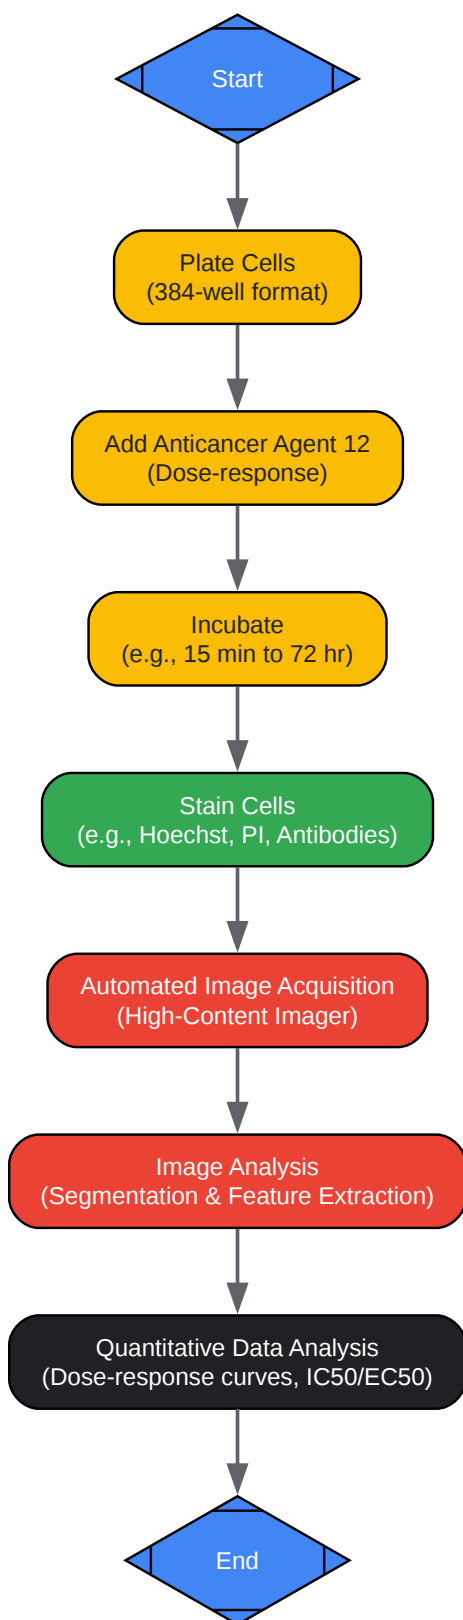 Start
Plate Cells
(384-well format)
Add Anticancer Agent 12
(Dose-response)
Incubate
(e.g., 15 min to 72 hr)
Stain Cells
(e.g., Hoechst, PI, Antibodies)
Automated Image Acquisition
(High-Content Imager)
Image Analysis
(Segmentation & Feature Extraction)
Quantitative Data Analysis
(Dose-response curves, IC50/EC50)
End